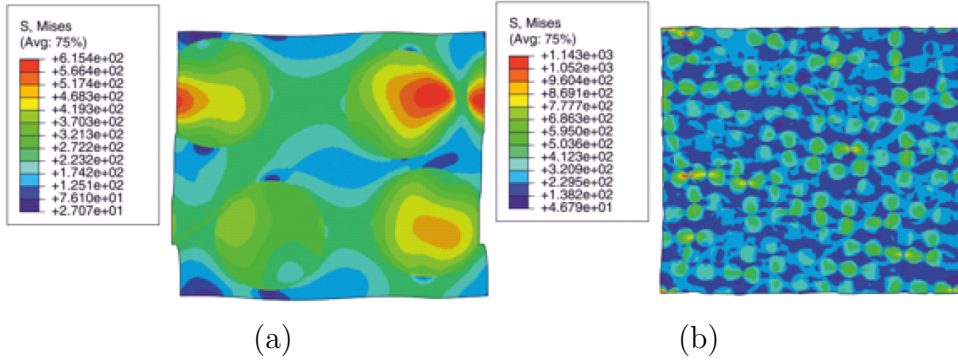 S, Mises
(Avg: 75%)
+6.154e+02
+5.664e+02
+5.174e+02
+4.683e+02
+4.193e+02
+3.703e+02
+3.213e+02
+2.722e+02
+2.232e+02
+1.742e+02
+1.251e+02
+7.610e+01
+2.707e+01
(a)
S, Mises
(Avg: 75%)
+1.143e+03
+1.052e+03
+9.604e+02
+8.691e+02
+7.777e+02
+6.863e+02
+5.950e+02
+5.036e+02
+4.123e+02
+3.209e+02
+2.295e+02
+1.382e+02
+4.679e+01
(b)